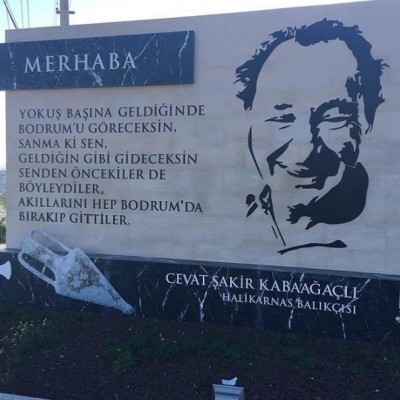 MERHABA
YOKUŞ BAŞINA GELDİĞİNDE
BODRUM'U GÖRECEKSİN,
SANMA Kİ SEN,
GELDİĞİN GİBİ GİDECEKSİN
SENDEN ÖNCEKİLER DE
BÖYLEYDİLER,
AKILLARINI HEP BODRUM'DA
BIRAKIP GİTTİLER.
CEVAT ŞAKİR KABAAĞAÇLI
HALİKARNAS BALIKÇISI